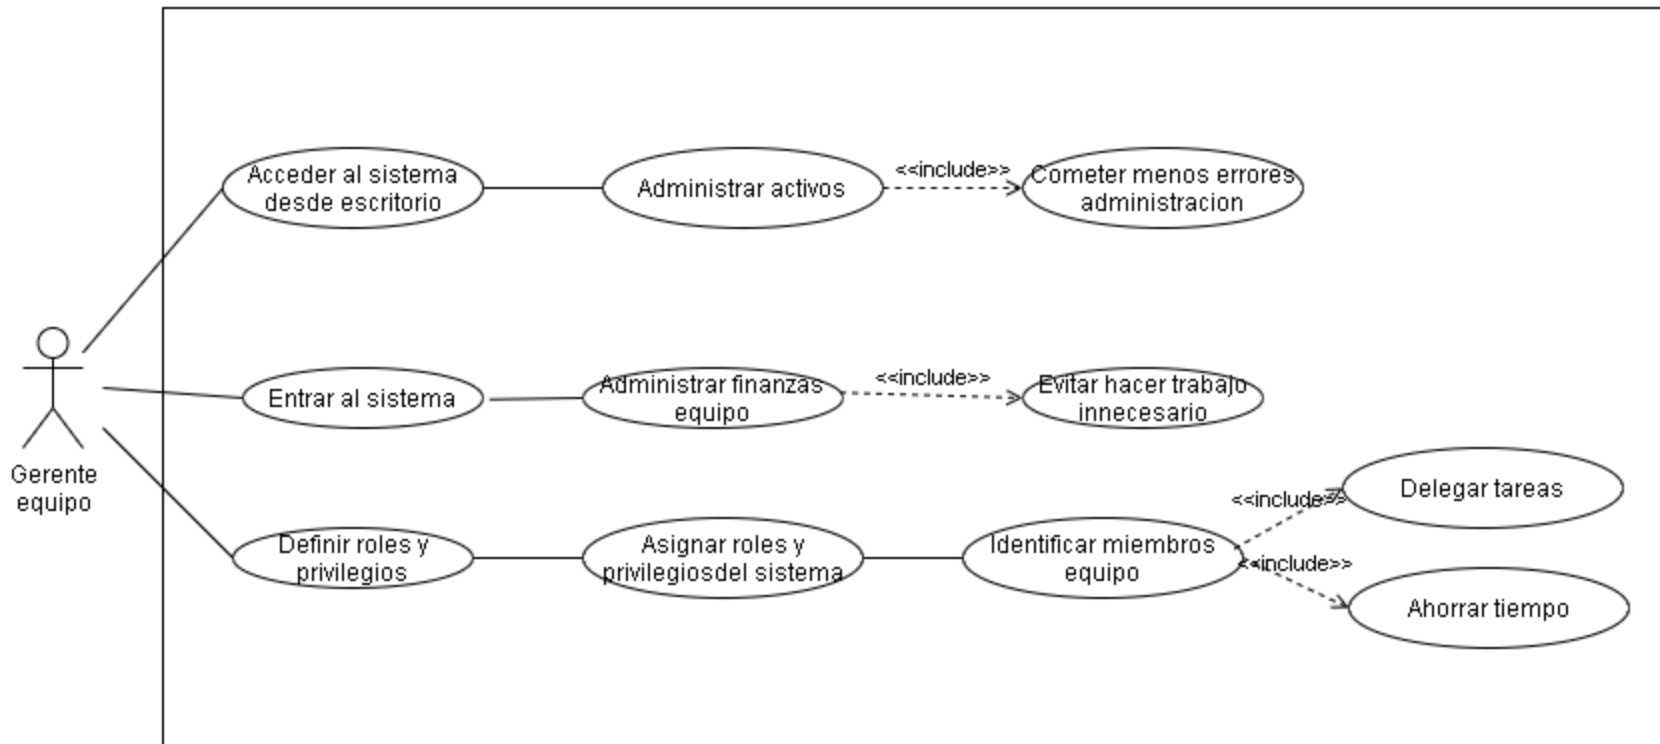 Acceder al sistema
desde escritorio
Administrar activos
<<include>>
Cometer menos errores
administracion
Gerente
equipo
Entrar al sistema
Administrar finanzas
equipo
<<include>>
Evitar hacer trabajo
innecesario
Definir roles y
privilegios
Asignar roles y
privilegiosdel sistema
Identificar miembros
equipo
<<include>>
Delegar tareas
<<include>>
Ahorrar tiempo